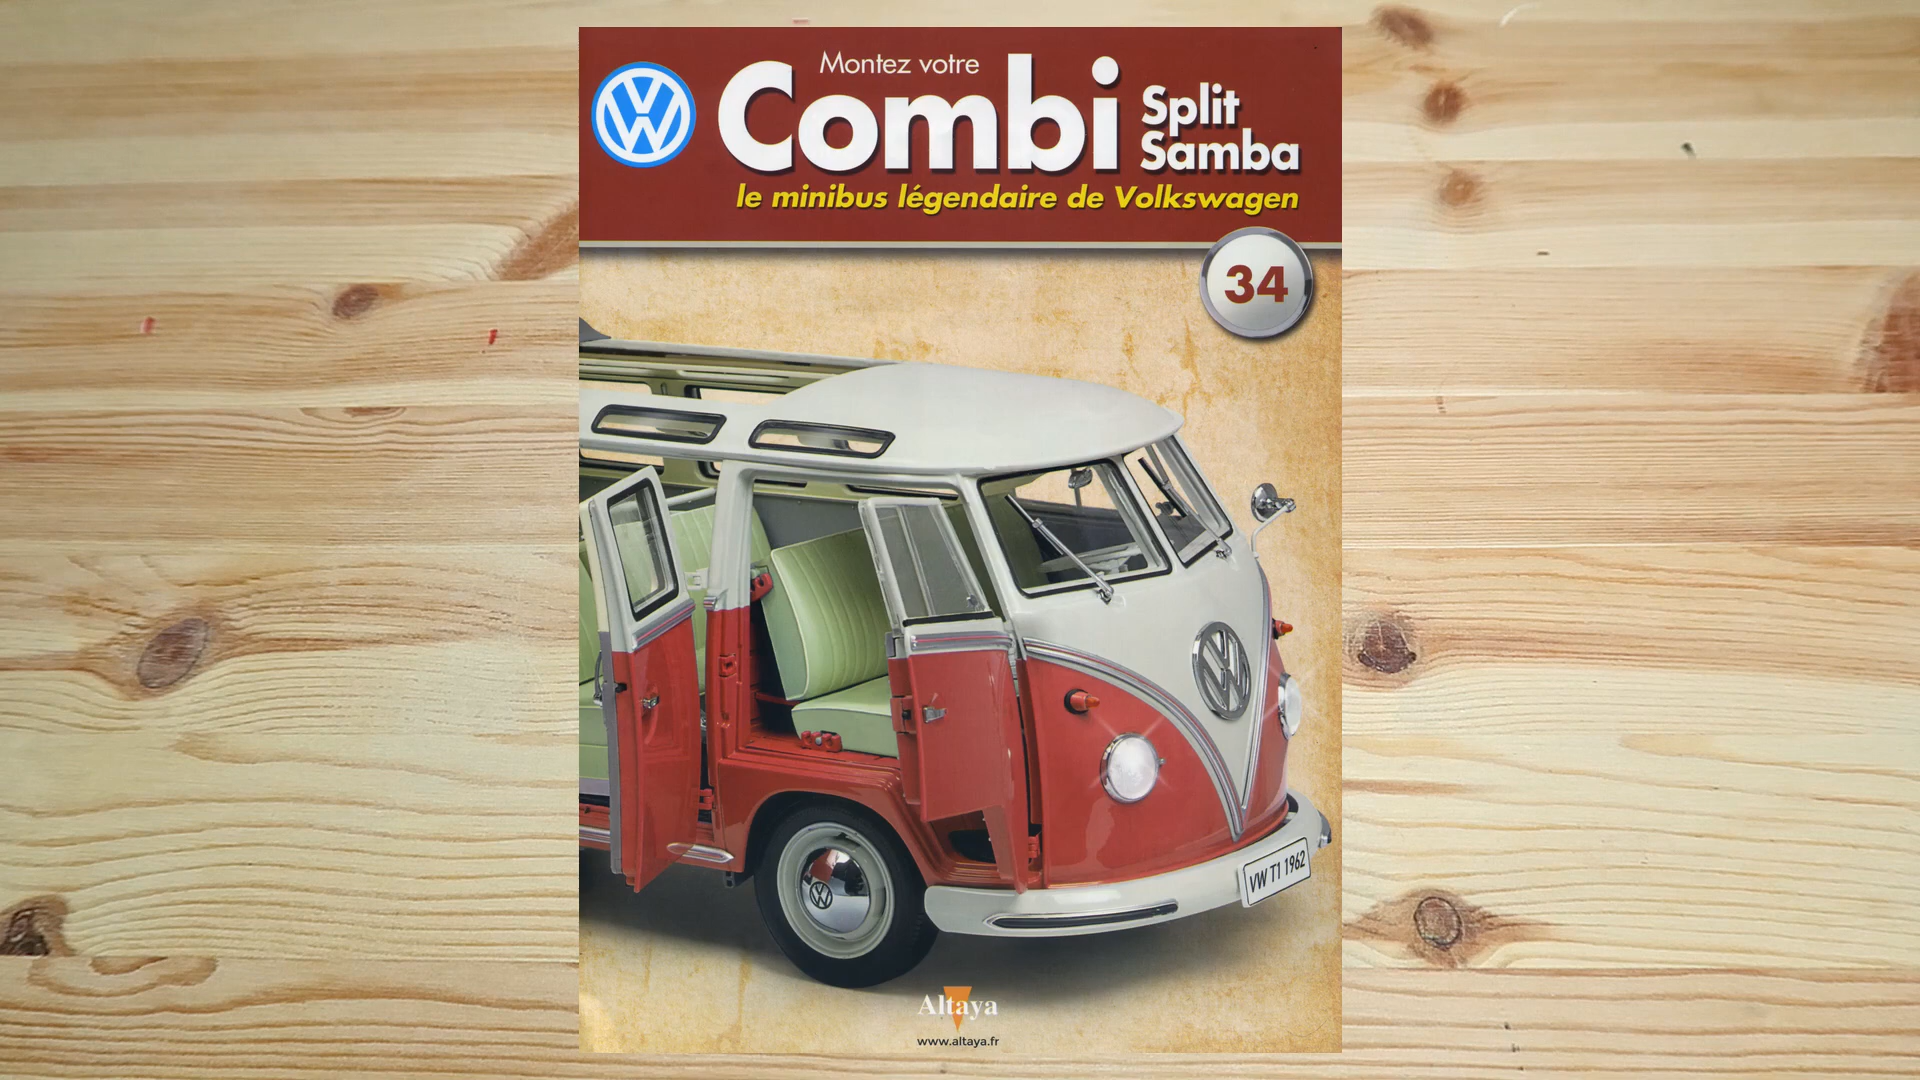 Montez votre
Combi
Split
Samba
le minibus légendaire de Volkswagen
34
VW T1 1962
Altaya
www.altaya.fr